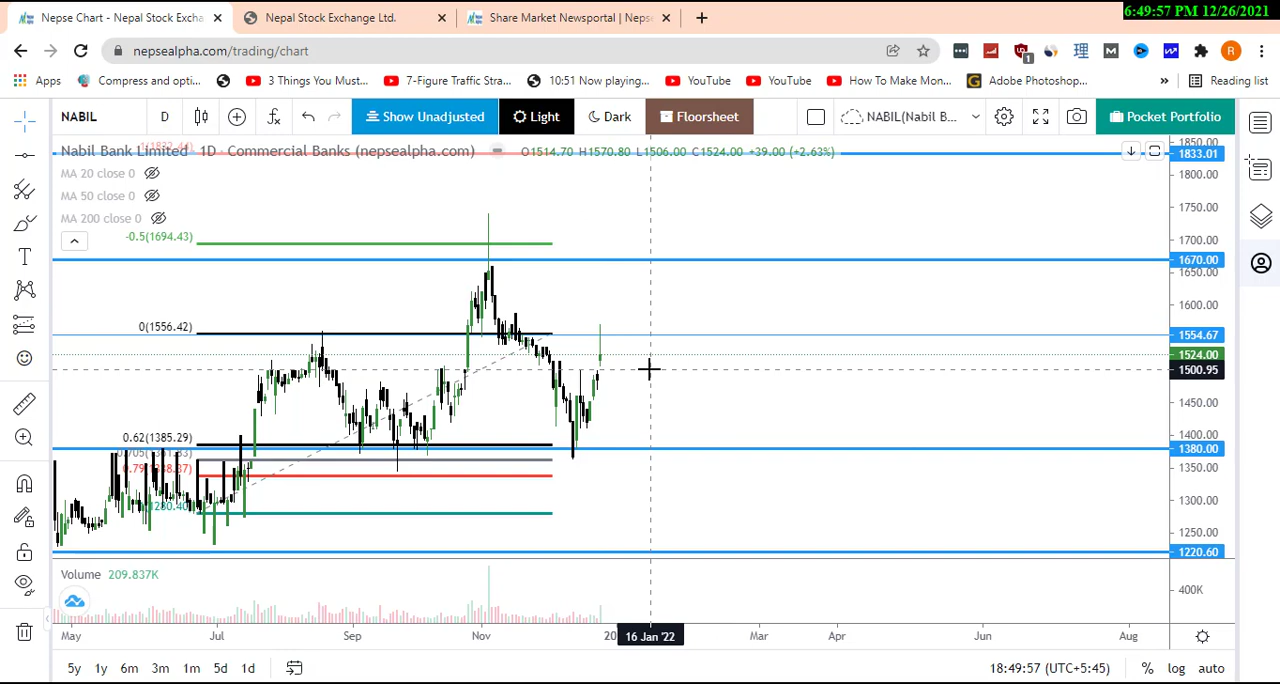 6:49:57 PM 12/26/2021
Nepse Chart - Nepal Stock Excha
Nepal Stock Exchange Ltd.
Share Market Newsportal | Nepse
nepsealpha.com/trading/chart
Apps
Compress and opti...
3 Things You Must...
7-Figure Traffic Stra...
10:51 Now playing...
YouTube
YouTube
How To Make Mon...
Adobe Photoshop...
»
Reading list
NABIL
D
Show Unadjusted
Light
Dark
Floorsheet
NABIL(Nabil B...
Pocket Portfolio
Nabil Bank Limited · 1D · Commercial Banks (nepsealpha.com)
O1514.70 H1570.80 L1506.00 C1524.00 +39.00 (+2.63%)
MA 20 close 0
MA 50 close 0
MA 200 close 0
-0.5(1694.43)
0(1556.42)
0.62(1385.29)
1850.00
1833.01
1800.00
1750.00
1700.00
1670.00
1650.00
1600.00
1554.67
1524.00
1500.95
1450.00
1400.00
1380.00
1350.00
1300.00
1250.00
1220.60
Volume 209.837K
400K
May
Jul
Sep
Nov
16 Jan '22
Mar
Apr
Jun
Aug
5y 1y 6m 3m 1m 5d 1d
18:49:57 (UTC+5:45)
% log auto